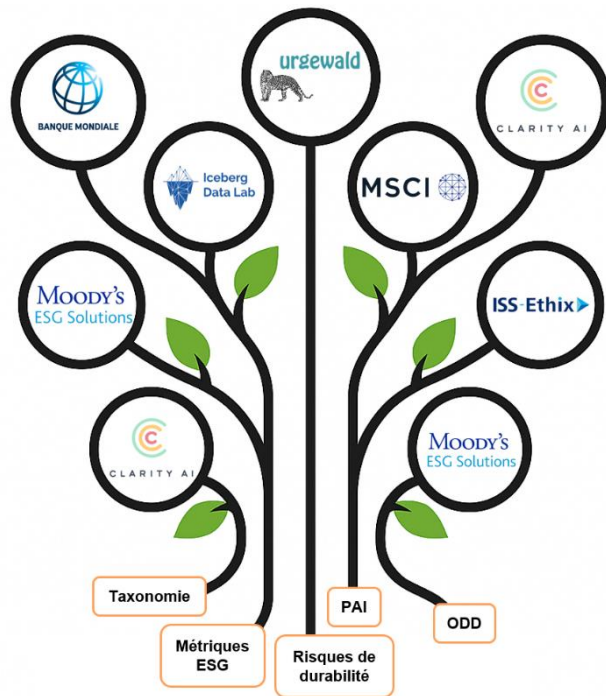 urgewald
BANQUE MONDIALE
CLARITY AI
Iceberg
Data Lab
MSCI
MOODY'S
ESG Solutions
ISS-Ethix
CLARITY AI
MOODY'S
ESG Solutions
Taxonomie
PAI
ODD
Métriques
ESG
Risques de
durabilité